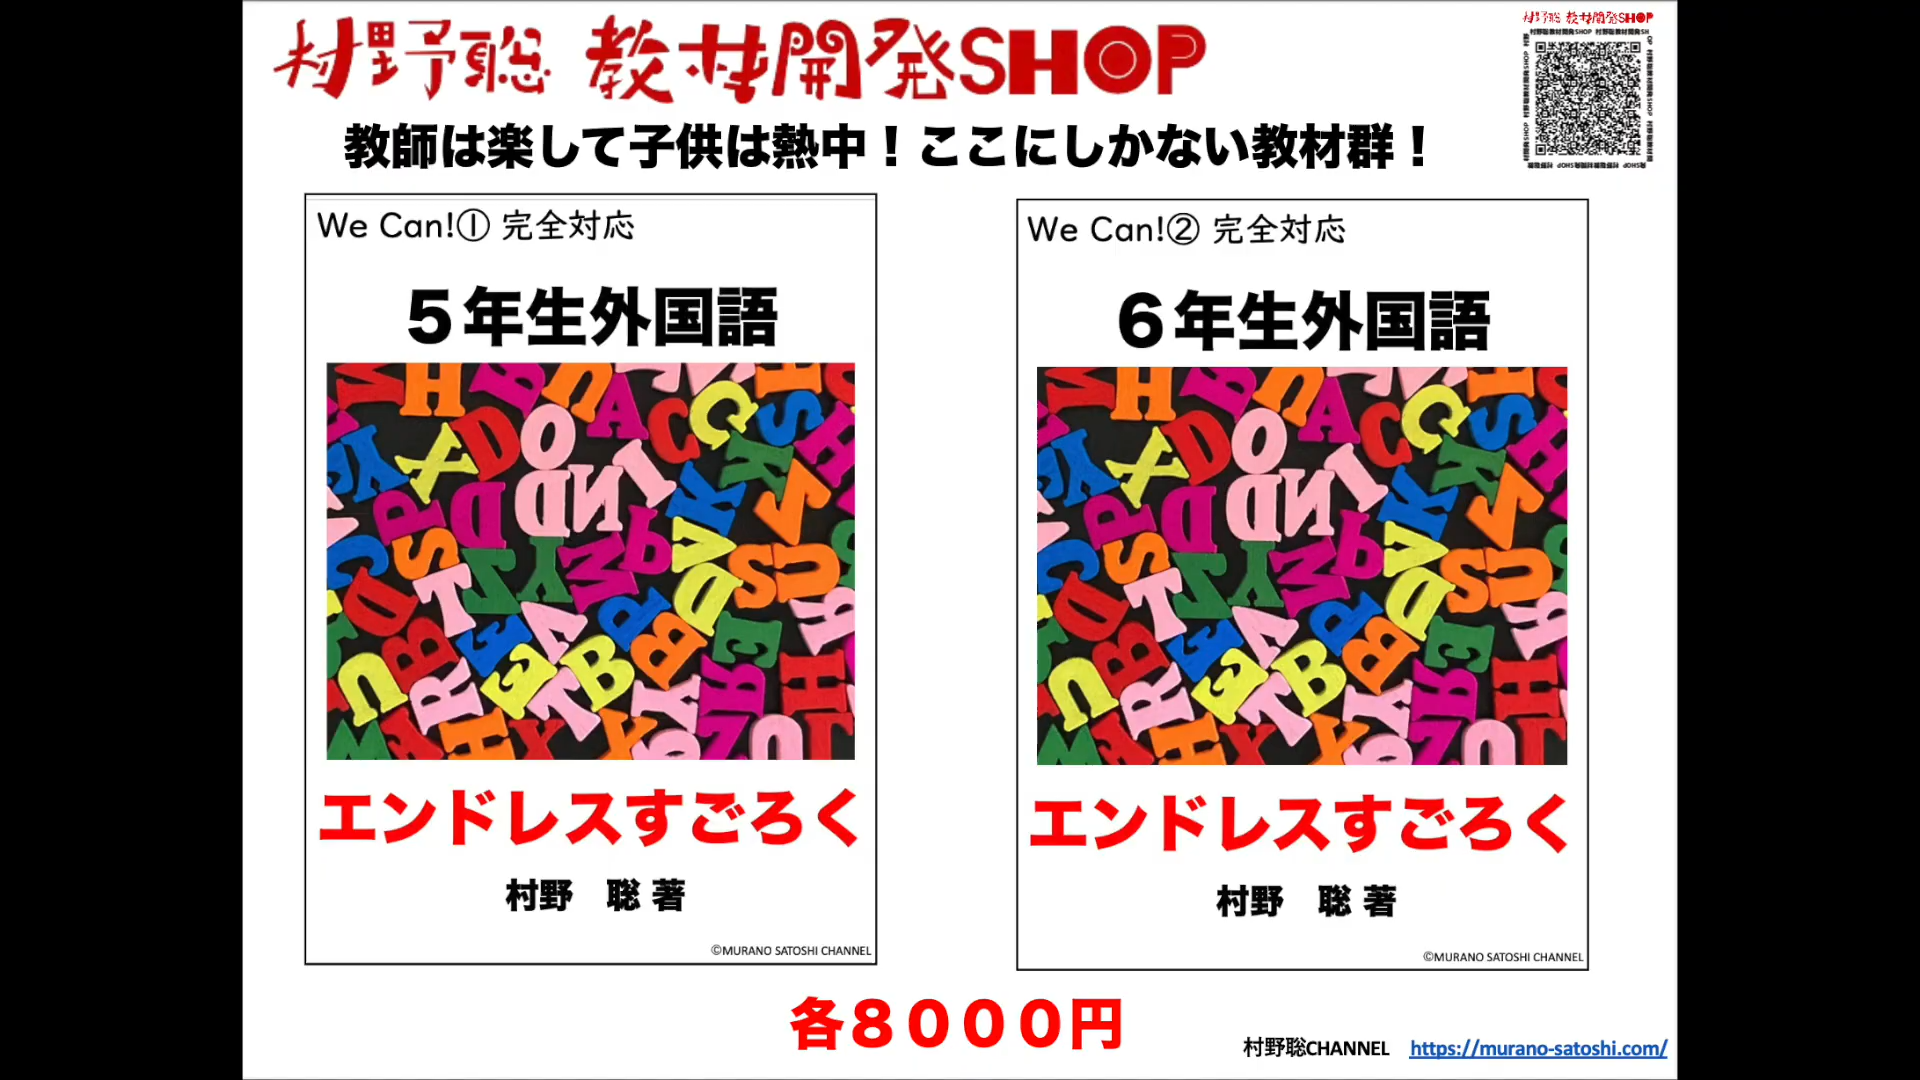 村野聡 教材開発SHOP
村野聡 教材開発SHOP
教師は楽して子供は熱中！ここにしかない教材群！
We Can!① 完全対応
５年生外国語
エンドレスすごろく
村野　聡 著
©MURANO SATOSHI CHANNEL
We Can!② 完全対応
６年生外国語
エンドレスすごろく
村野　聡 著
©MURANO SATOSHI CHANNEL
各８０００円
村野聡CHANNEL https://murano-satoshi.com/